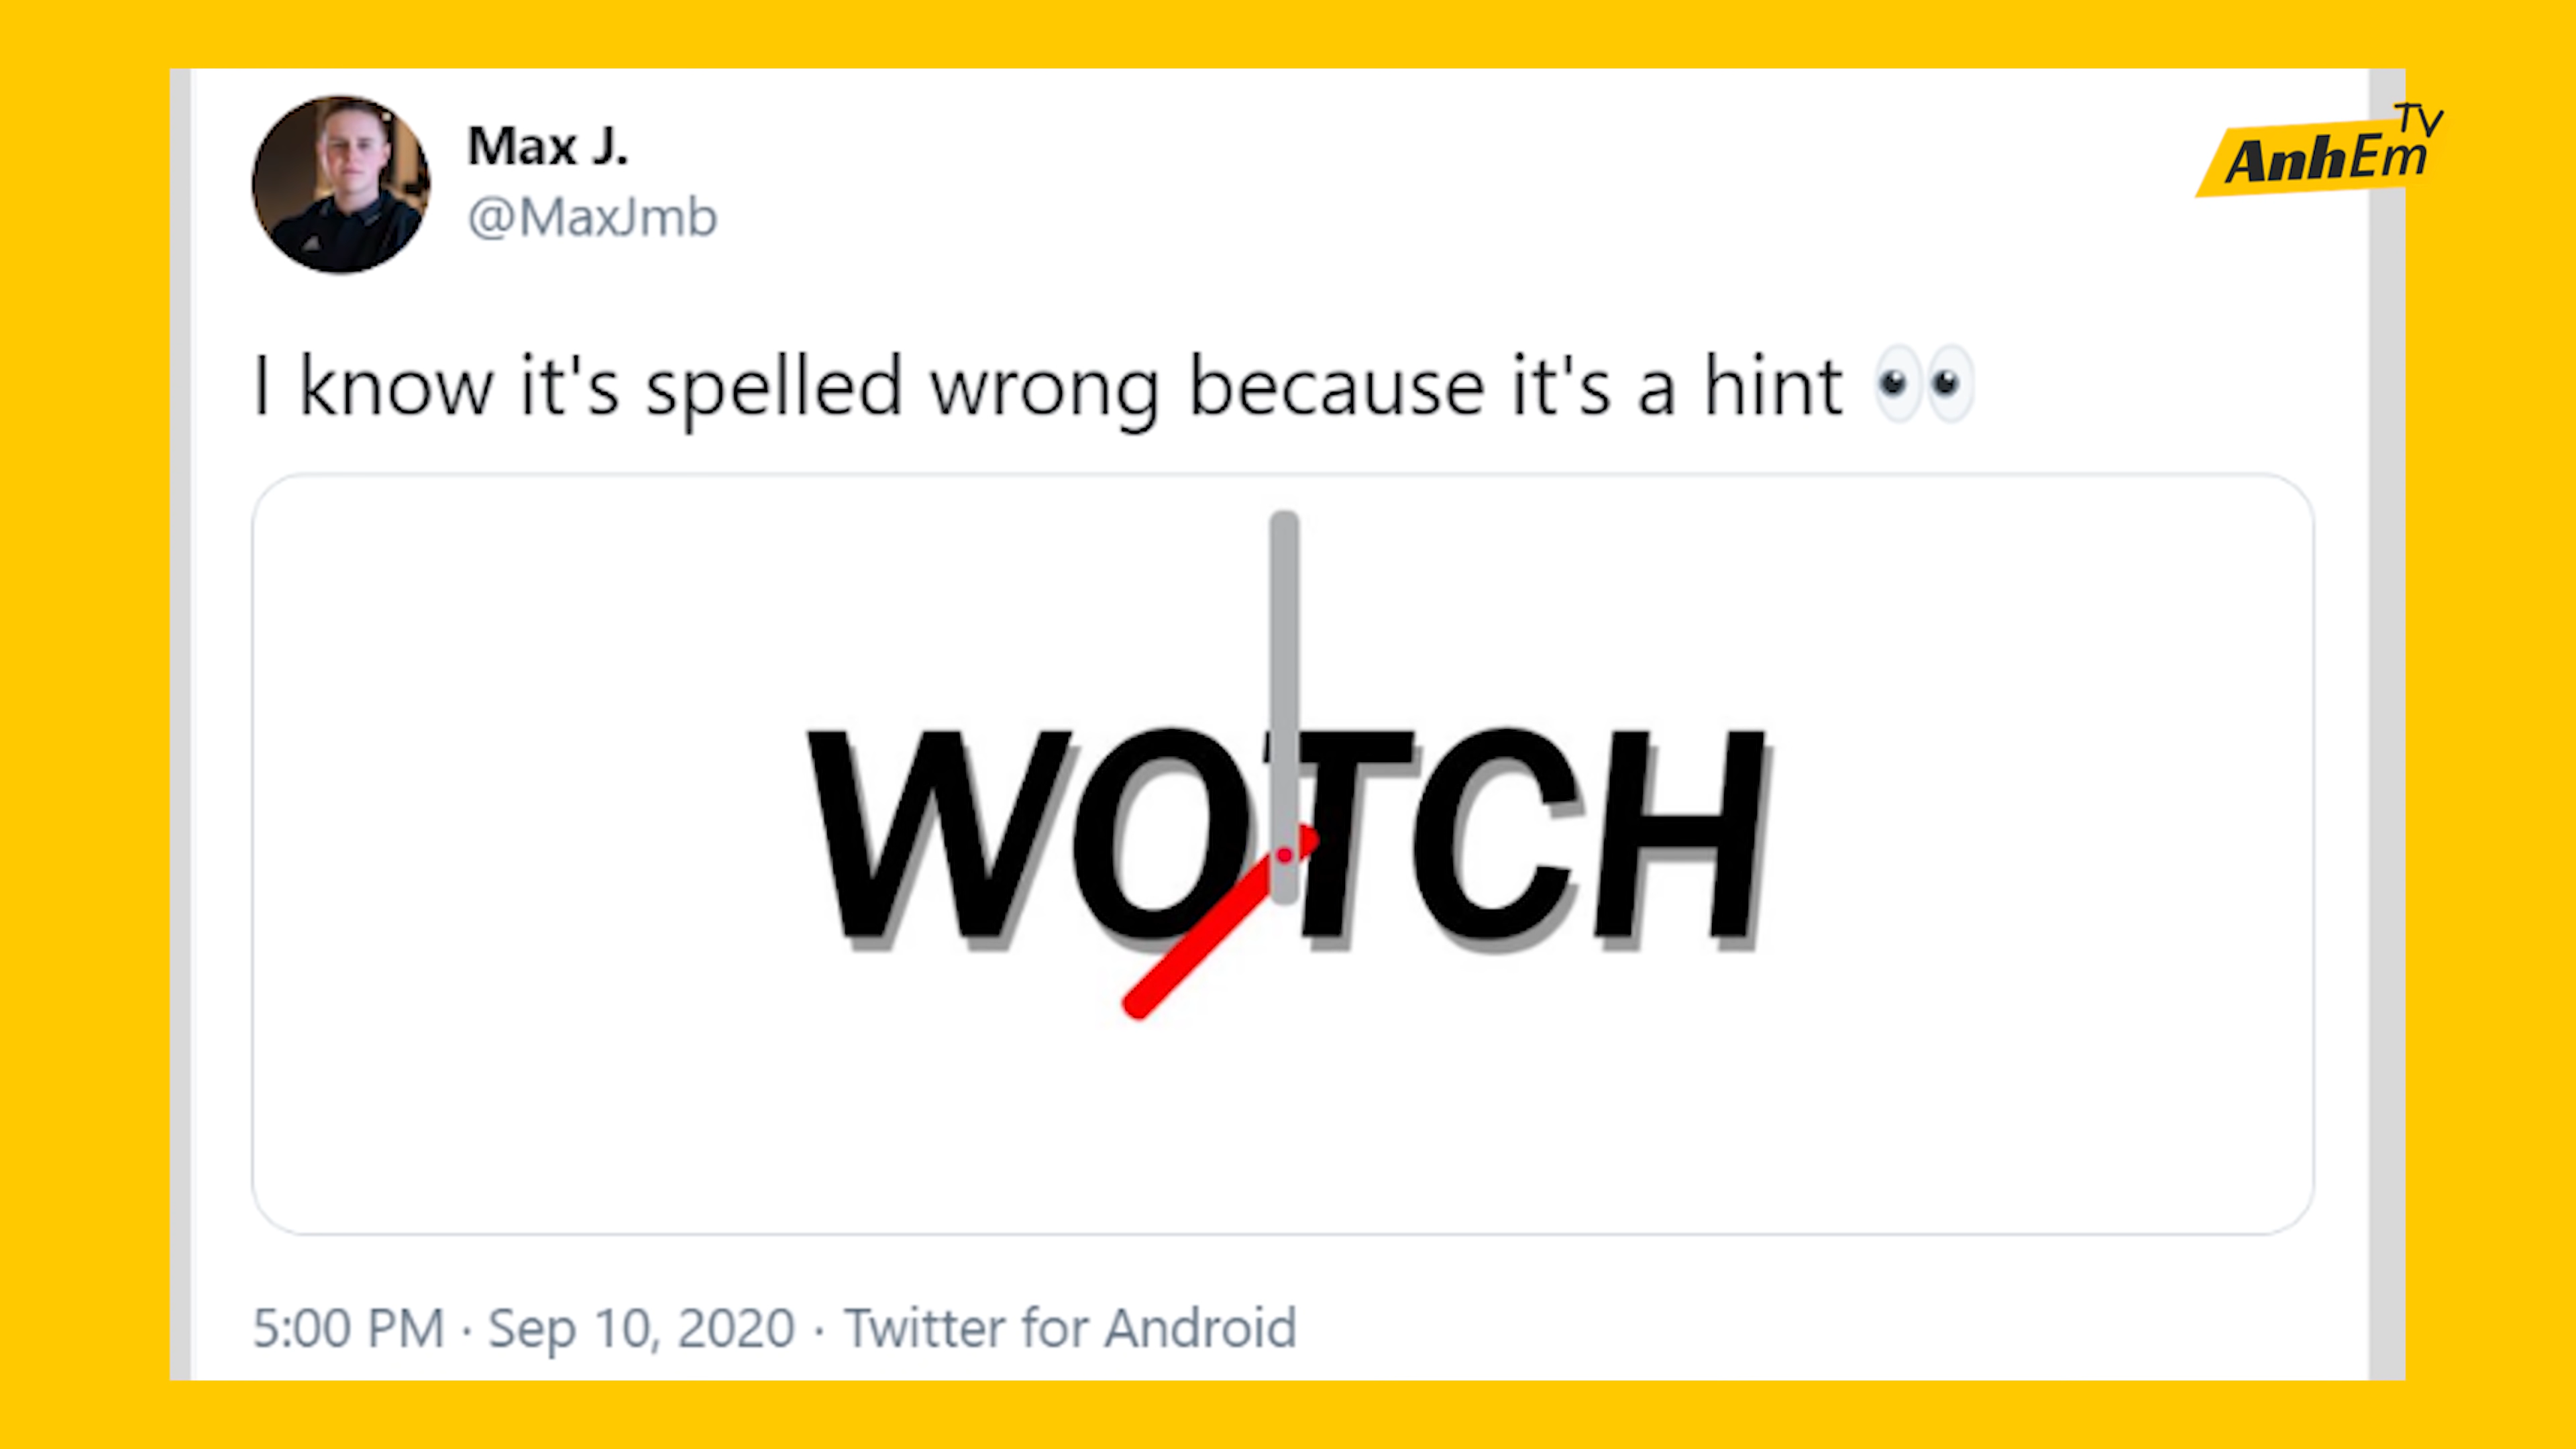 Max J.
@MaxJmb
AnhEm TV
I know it's spelled wrong because it's a hint 👀
WOTCH
5:00 PM · Sep 10, 2020 · Twitter for Android